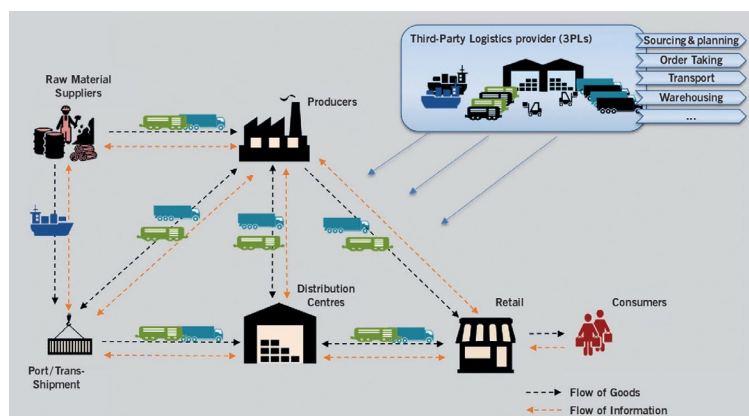 Third-Party Logistics provider (3PLs)
Sourcing & planning
Order Taking
Transport
Warehousing
...
Raw Material
Suppliers
Producers
Distribution
Centres
Retail
Consumers
Port/Trans-
Shipment
Flow of Goods
Flow of Information